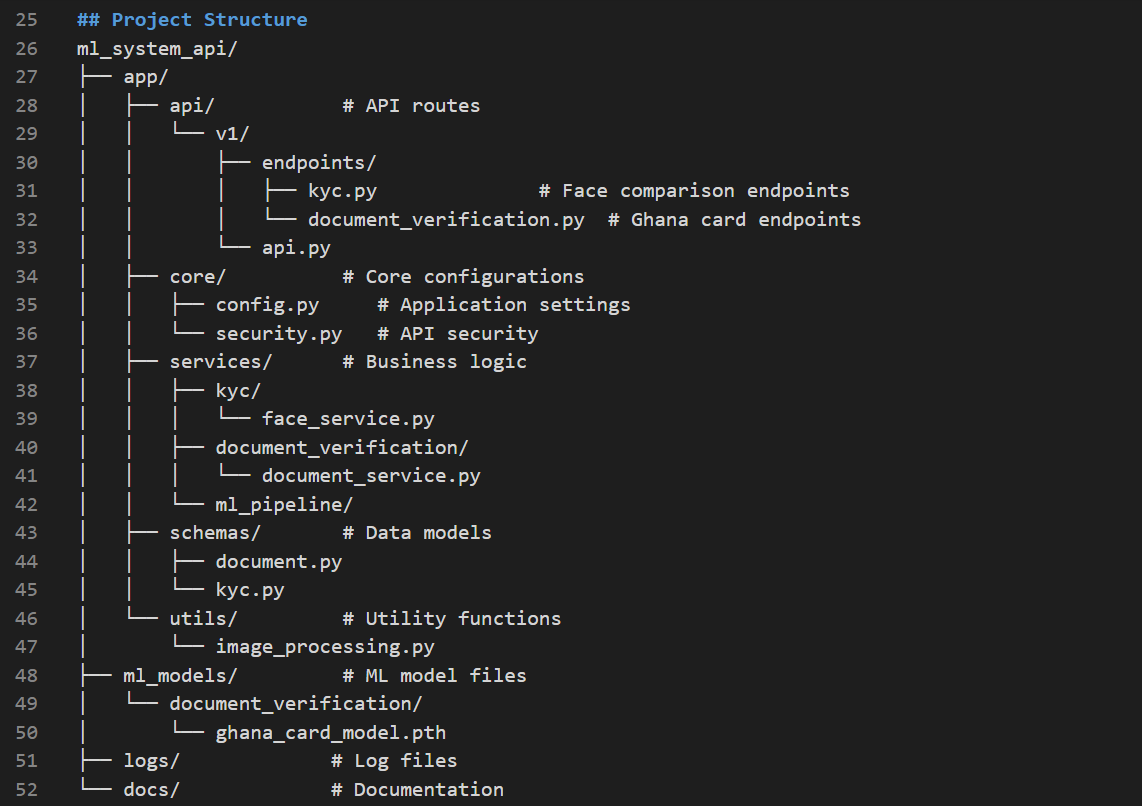 25 ## Project Structure
26 ml_system_api/
27 ├── app/
28 │   ├── api/           # API routes
29 │   │   └── v1/
30 │   │       ├── endpoints/
31 │   │       │   ├── kyc.py              # Face comparison endpoints
32 │   │       │   └── document_verification.py  # Ghana card endpoints
33 │   │       └── api.py
34 │   ├── core/          # Core configurations
35 │   │   ├── config.py     # Application settings
36 │   │   └── security.py   # API security
37 │   ├── services/      # Business logic
38 │   │   ├── kyc/
39 │   │   │   └── face_service.py
40 │   │   ├── document_verification/
41 │   │   │   └── document_service.py
42 │   │   └── ml_pipeline/
43 │   ├── schemas/       # Data models
44 │   │   ├── document.py
45 │   │   └── kyc.py
46 │   └── utils/         # Utility functions
47 │       └── image_processing.py
48 ├── ml_models/         # ML model files
49 │   └── document_verification/
50 │       └── ghana_card_model.pth
51 ├── logs/             # Log files
52 └── docs/             # Documentation